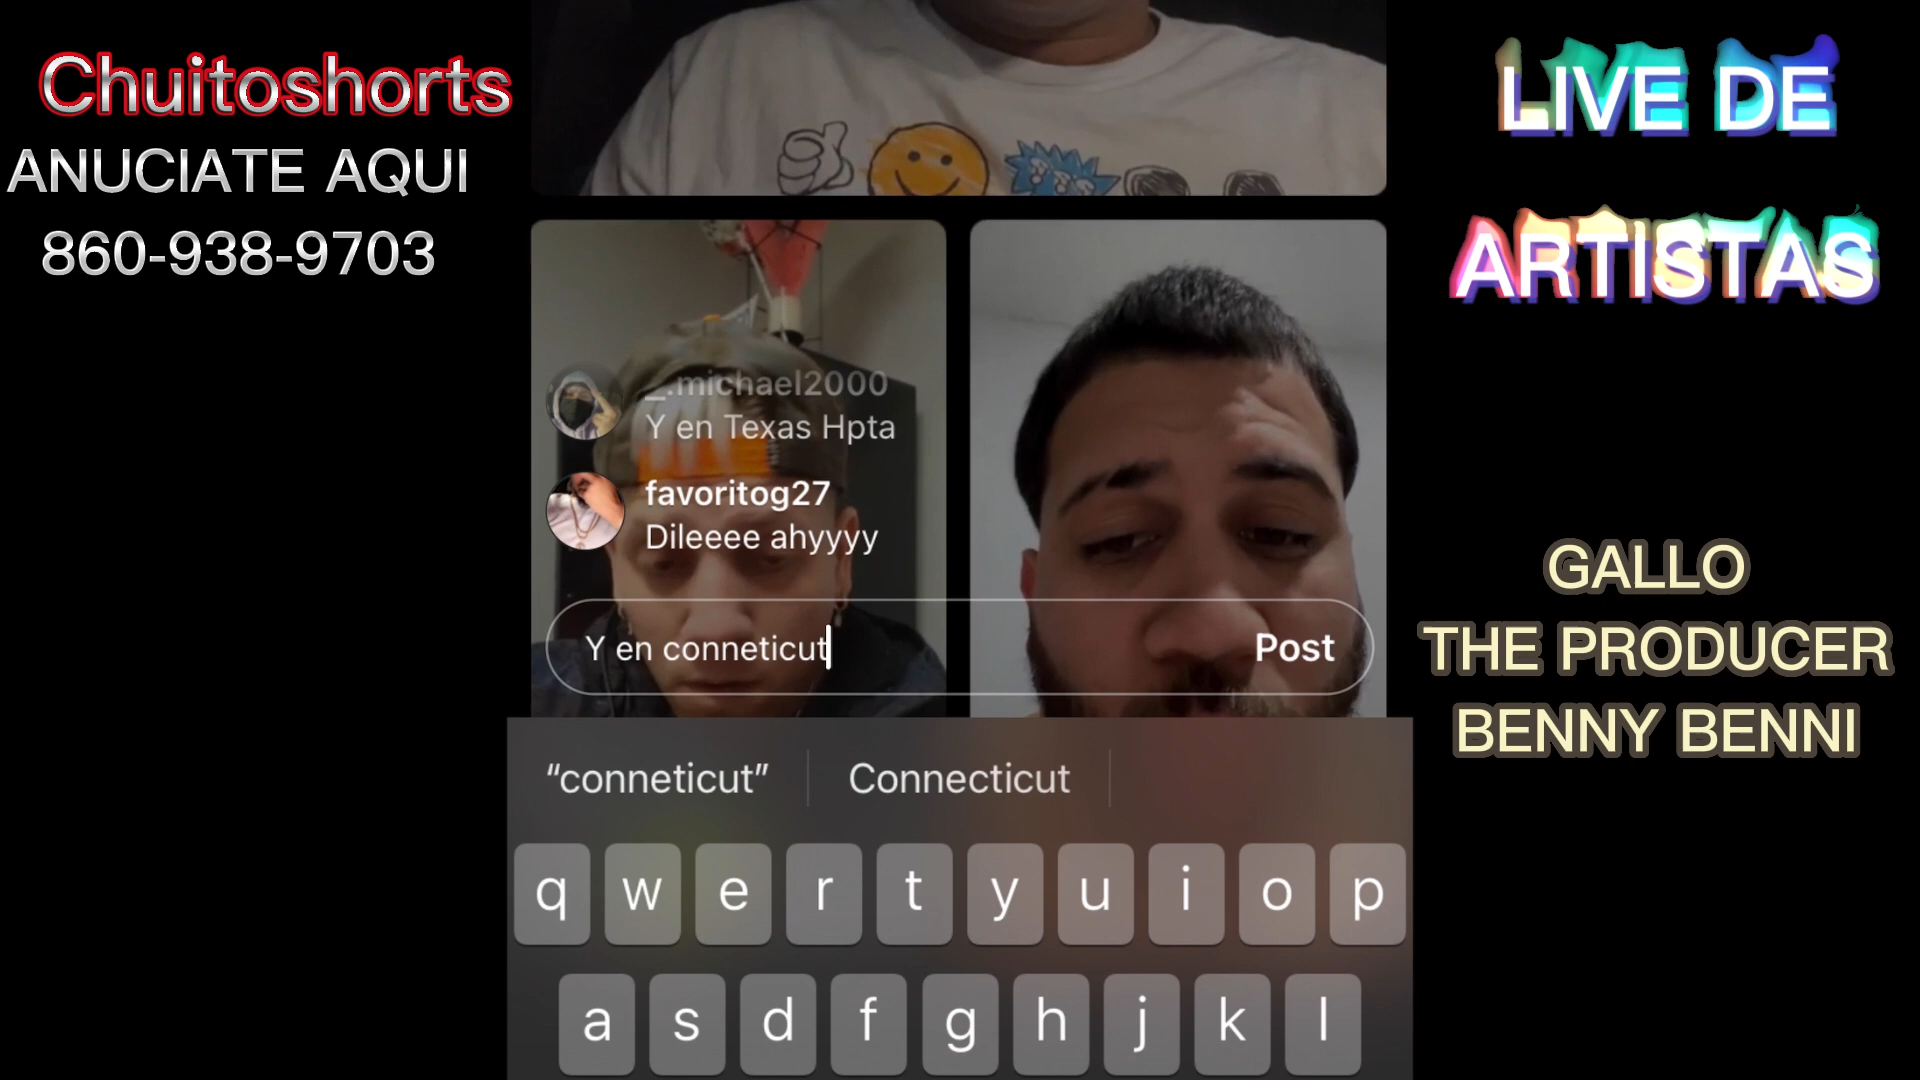 Chuitoshorts
ANUCIATE AQUI
860-938-9703
LIVE DE
ARTISTAS
_.michael2000
Y en Texas Hpta
favoritog27
Dileeee ahyyyy
Y en conneticut
Post
GALLO
THE PRODUCER
BENNY BENNI
“conneticut”
Connecticut
q w e r t y u i o p
a s d f g h j k l